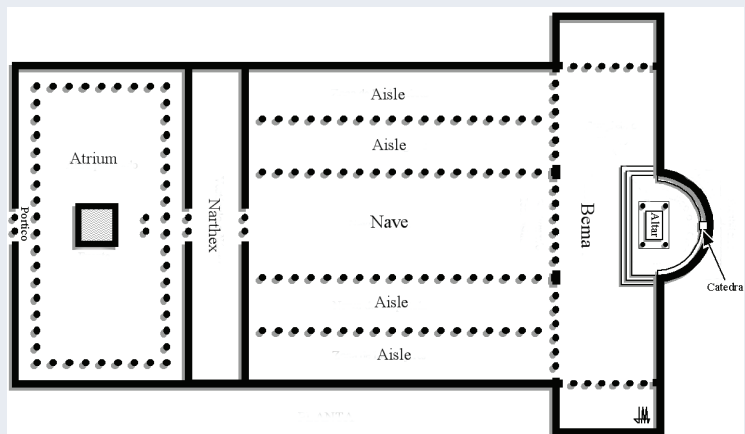 Aisle
Aisle
Atrium
Portico
Narthex
Nave
Bema
Altar
Catedra
Aisle
Aisle